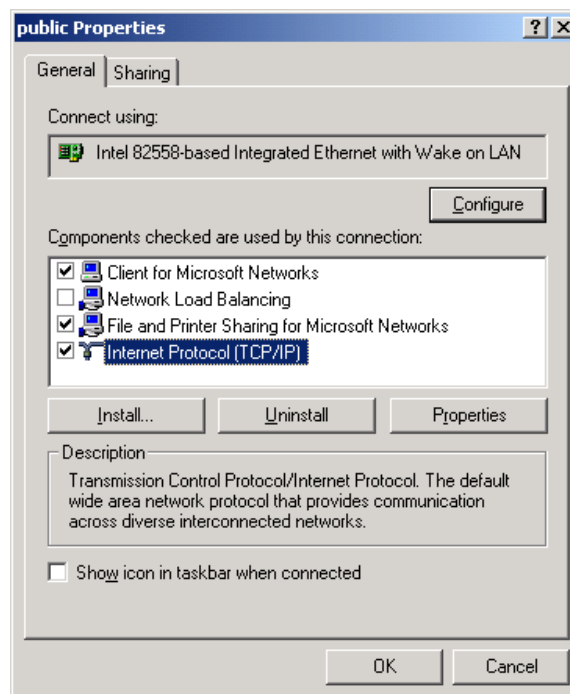 public Properties
General
Sharing
Connect using:
Intel 82558-based Integrated Ethernet with Wake on LAN
Configure
Components checked are used by this connection:
Client for Microsoft Networks
Network Load Balancing
File and Printer Sharing for Microsoft Networks
Internet Protocol (TCP/IP)
Install...
Uninstall
Properties
Description
Transmission Control Protocol/Internet Protocol. The default
wide area network protocol that provides communication
across diverse interconnected networks.
Show icon in taskbar when connected
OK
Cancel